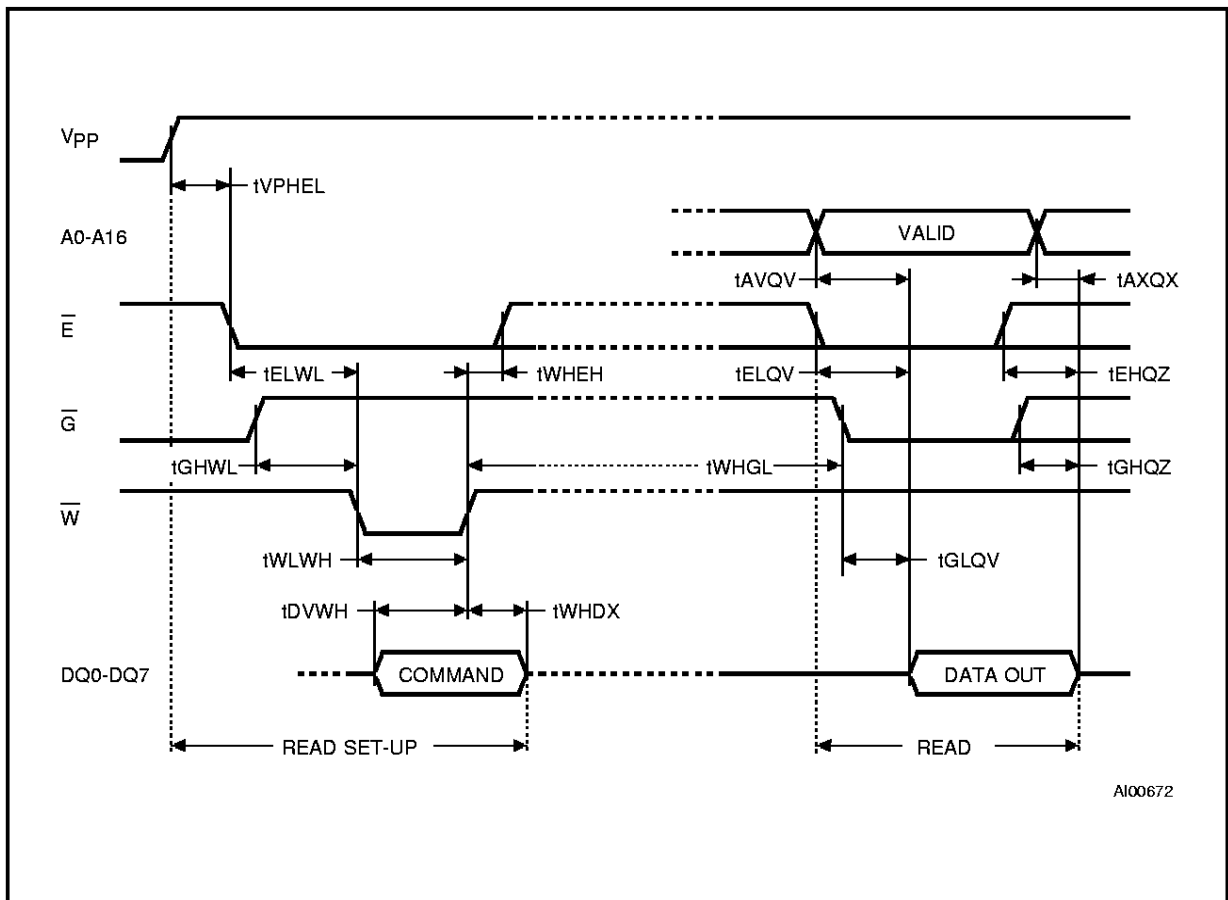 VPP
tVPHEL
A0-A16
VALID
tAVQV
tAXQX
E
tELWL
tWHEH
tELQV
tEHQZ
G
tGHWL
tWHGL
tGHQZ
W
tWLWH
tGLQV
tDVWH
tWHDX
DQ0-DQ7
COMMAND
DATA OUT
READ SET-UP
READ
AI00672